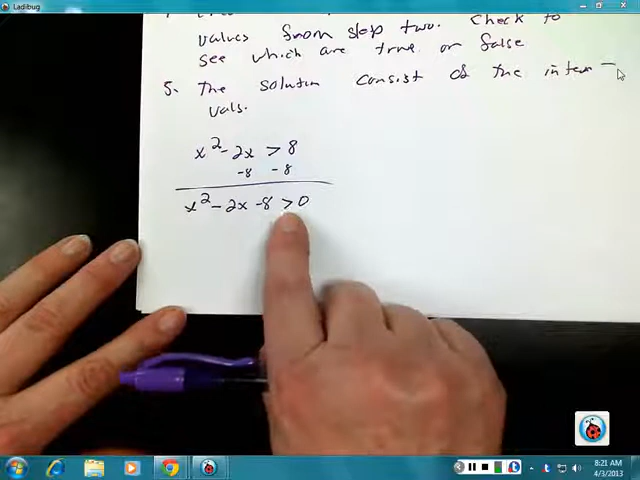 Ladibug
values from step two. Check to
see which are true or false
5. The solution consist of the inter-
vals.
x² - 2x > 8
-8 -8
x² - 2x -8 > 0
8:21 AM
4/3/2013